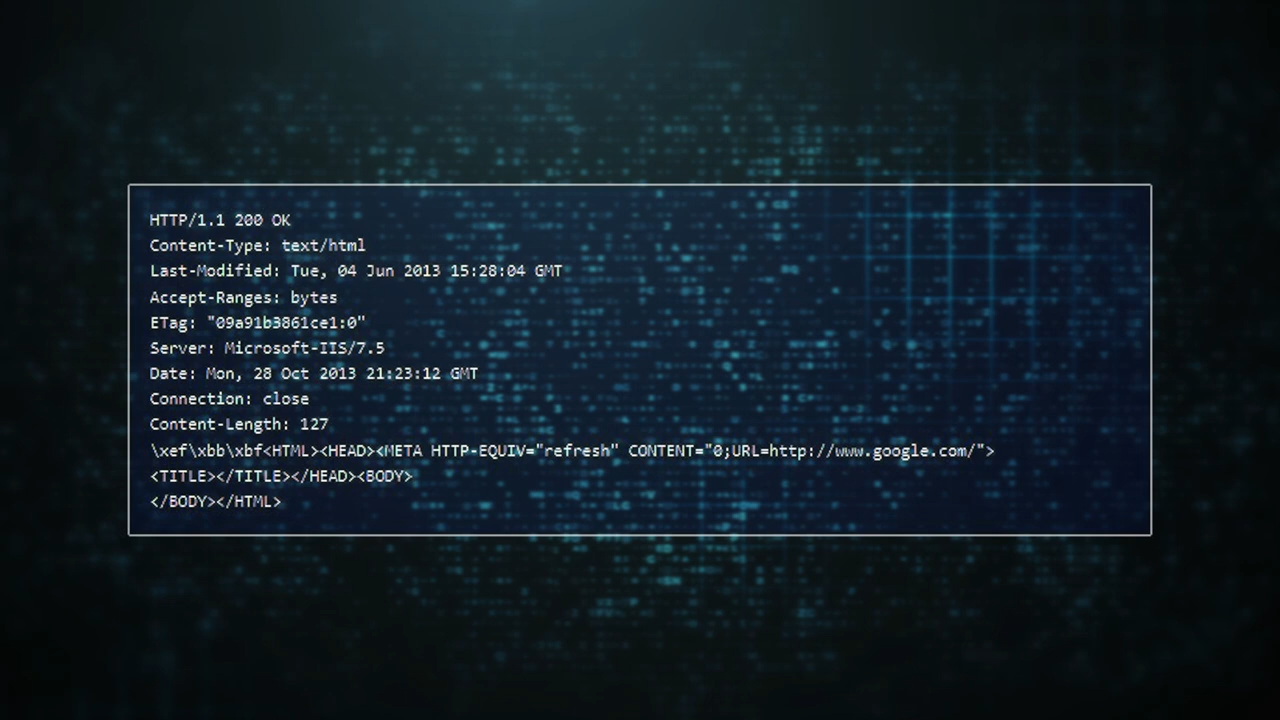 HTTP/1.1 200 OK
Content-Type: text/html
Last-Modified: Tue, 04 Jun 2013 15:28:04 GMT
Accept-Ranges: bytes
ETag: "09a91b3861ce1:0"
Server: Microsoft-IIS/7.5
Date: Mon, 28 Oct 2013 21:23:12 GMT
Connection: close
Content-Length: 127
\xef\xbb\xbf<HTML><HEAD><META HTTP-EQUIV="refresh" CONTENT="0;URL=http://www.google.com/">
<TITLE></TITLE></HEAD><BODY>
</BODY></HTML>